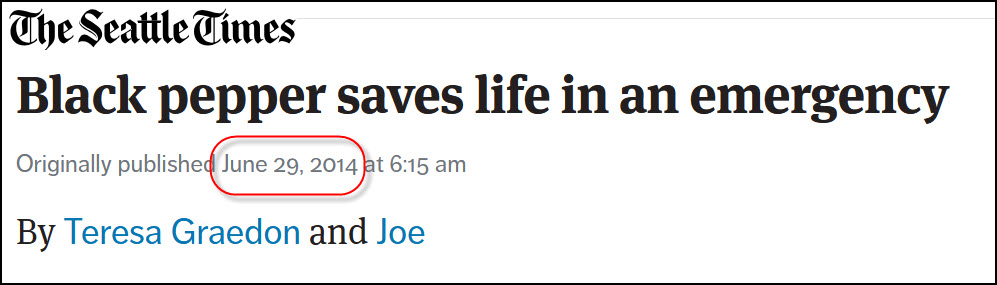 The Seattle Times
Black pepper saves life in an emergency
Originally published June 29, 2014 at 6:15 am
By Teresa Graedon and Joe